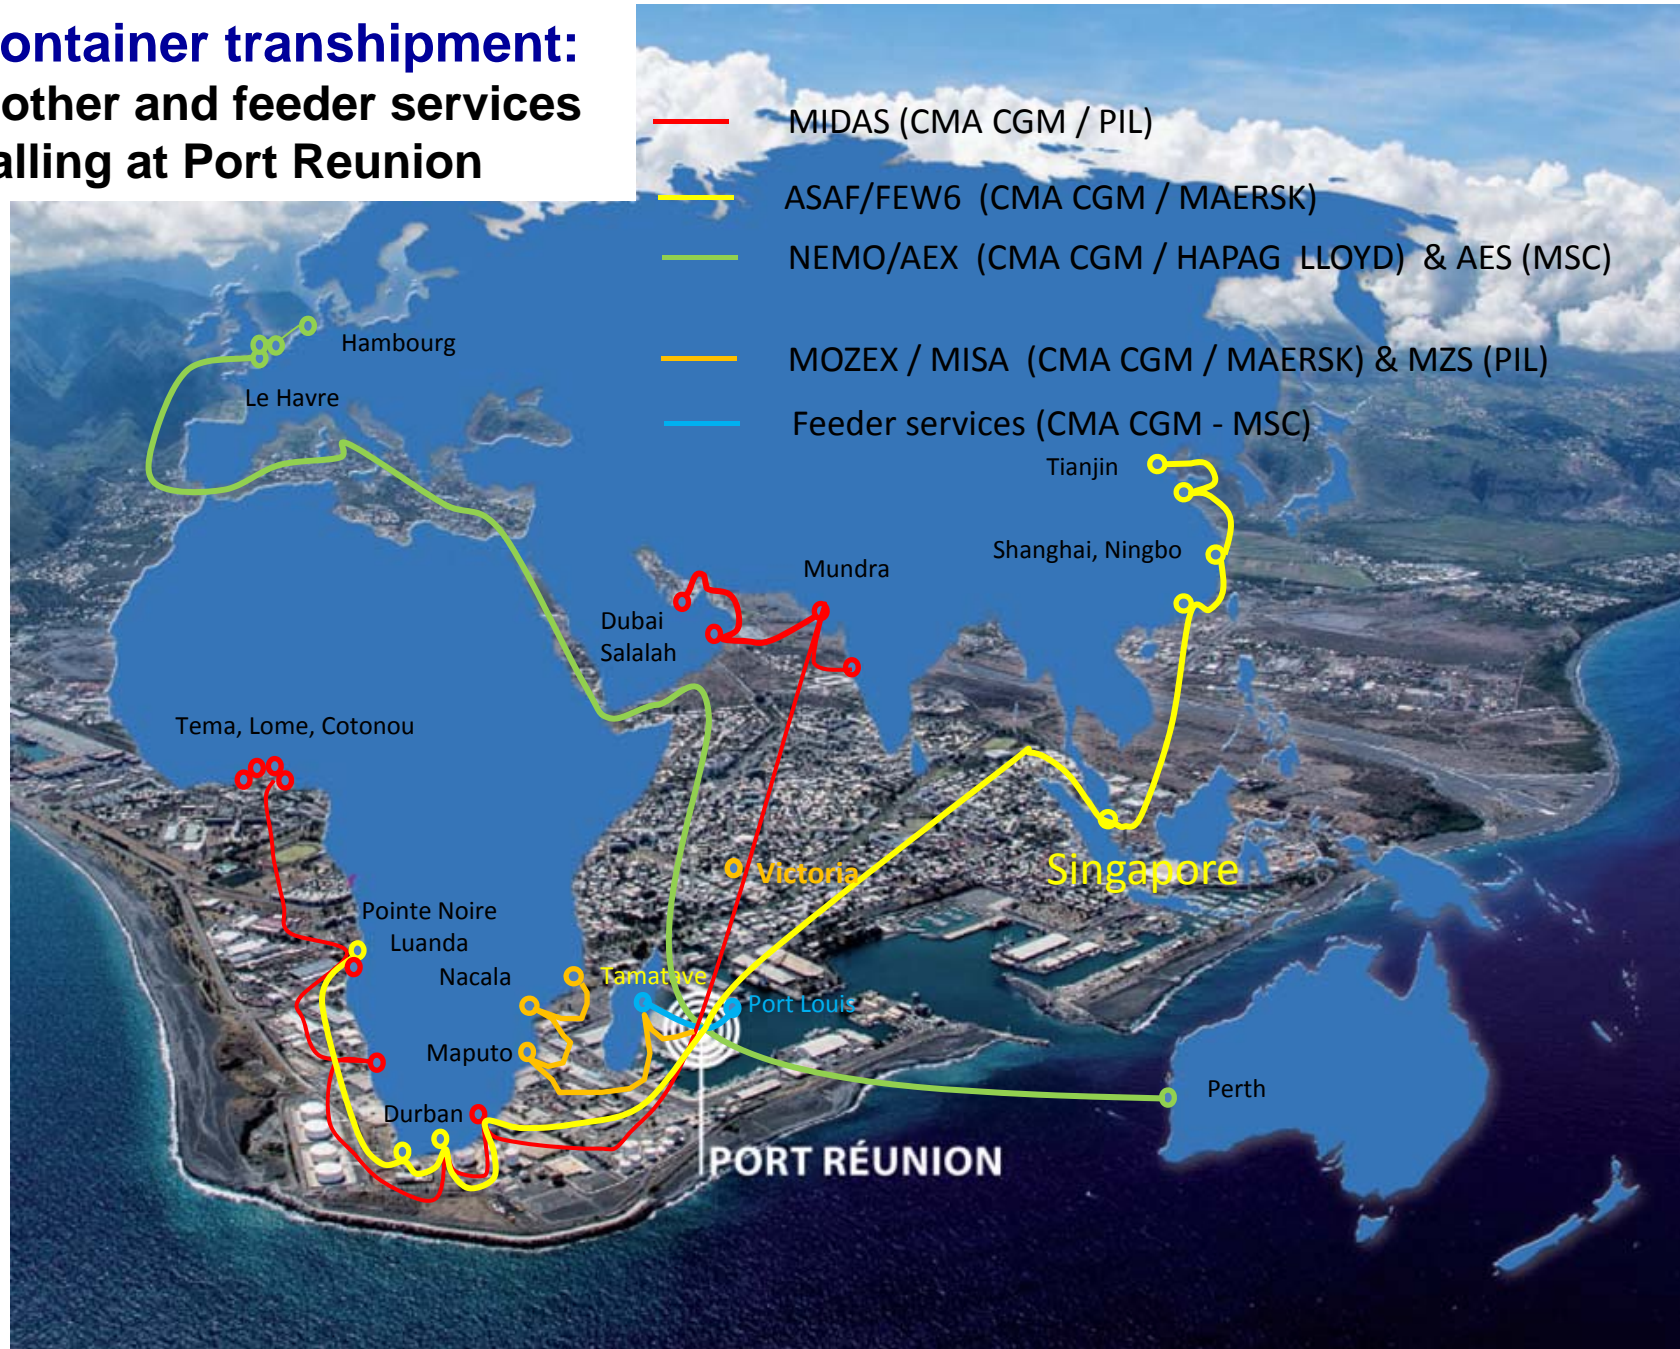 ontainer transhipment:
other and feeder services
alling at Port Reunion
MIDAS (CMA CGM / PIL)
ASAF/FEW6 (CMA CGM / MAERSK)
NEMO/AEX (CMA CGM / HAPAG LLOYD) & AES (MSC)
MOZEX / MISA (CMA CGM / MAERSK) & MZS (PIL)
Feeder services (CMA CGM - MSC)
Hambourg
Le Havre
Tianjin
Shanghai, Ningbo
Mundra
Dubai
Salalah
Tema, Lome, Cotonou
Singapore
Victoria
Pointe Noire
Luanda
Nacala
Tamatave
Port Louis
Maputo
Perth
Durban
PORT RÉUNION